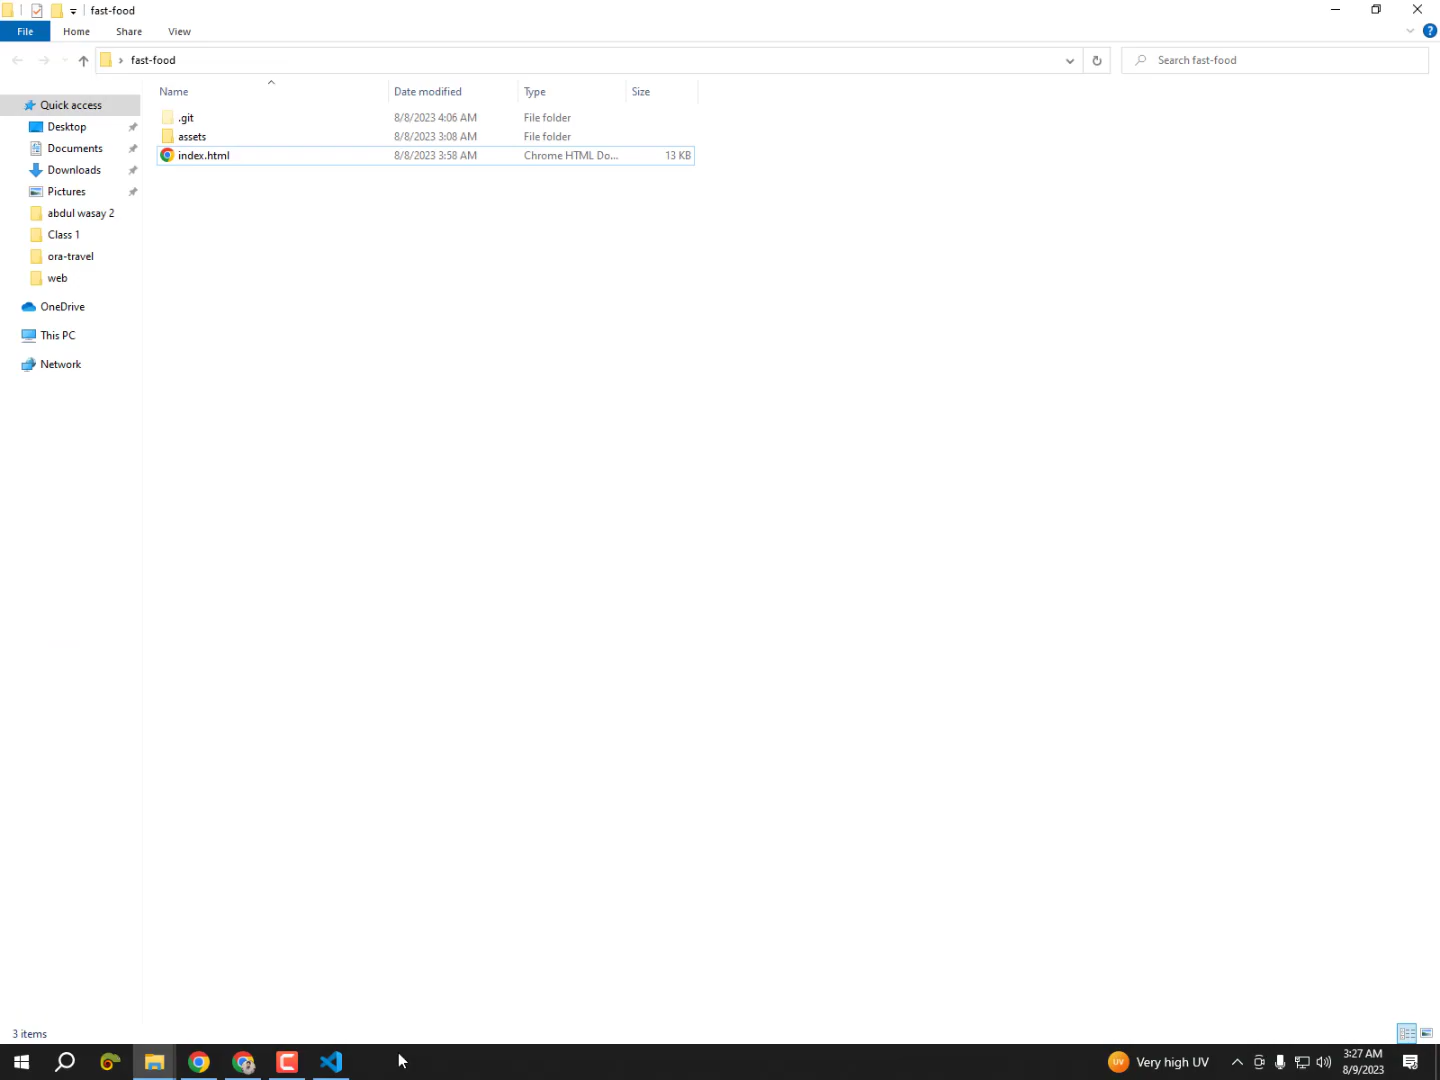 fast-food
File Home Share View
fast-food
Search fast-food
Name Date modified Type Size
Quick access
Desktop
Documents
Downloads
Pictures
abdul wasay 2
Class 1
ora-travel
web
OneDrive
This PC
Network
.git 8/8/2023 4:06 AM File folder
assets 8/8/2023 3:08 AM File folder
index.html 8/8/2023 3:58 AM Chrome HTML Do... 13 KB
3 items
UV Very high UV
3:27 AM
8/9/2023